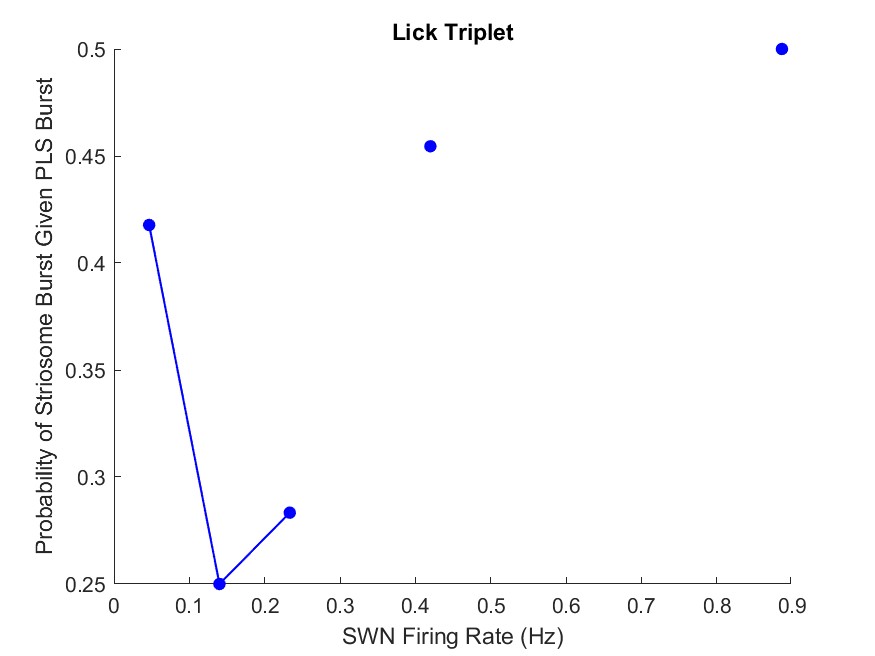 Lick Triplet
Probability of Striosome Burst Given PLS Burst
0.5
0.45
0.4
0.35
0.3
0.25
0 0.1 0.2 0.3 0.4 0.5 0.6 0.7 0.8 0.9
SWN Firing Rate (Hz)